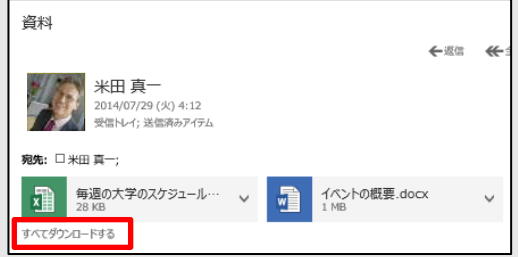 資料
返信
米田 真一
2014/07/29 (火) 4:12
受信トレイ; 送信済みアイテム
宛先: 米田 真一;
毎週の大学のスケジュール… イベントの概要.docx
28 KB 1 MB
すべてダウンロードする